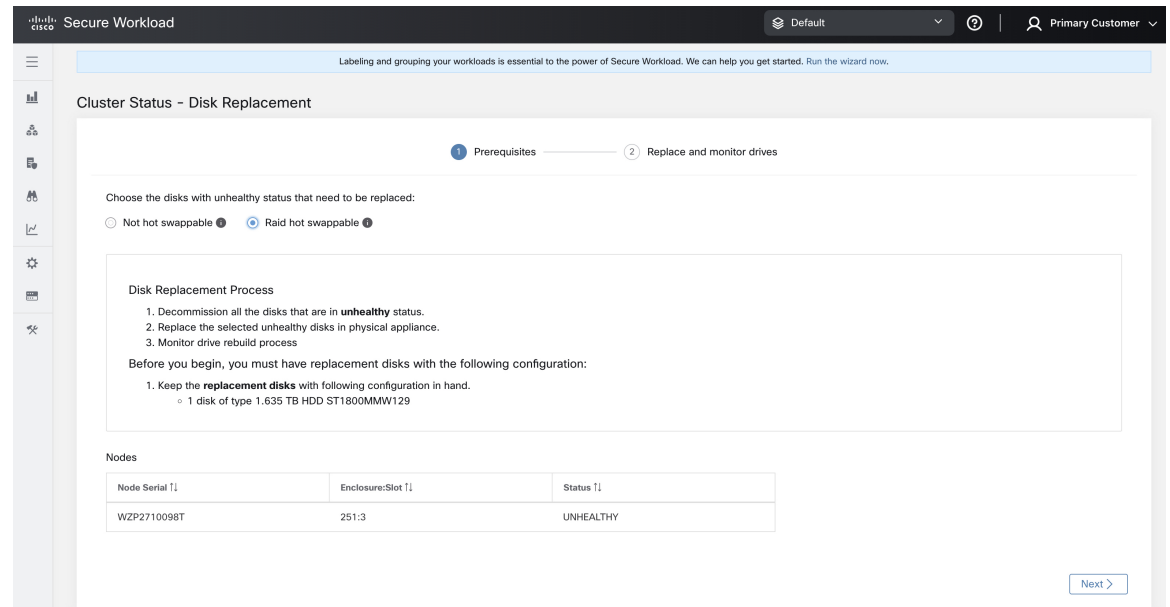 cisco Secure Workload
Default
Primary Customer
Labeling and grouping your workloads is essential to the power of Secure Workload. We can help you get started. Run the wizard now.
Cluster Status - Disk Replacement
1 Prerequisites
2 Replace and monitor drives
Choose the disks with unhealthy status that need to be replaced:
Not hot swappable
Raid hot swappable
Disk Replacement Process
1. Decommission all the disks that are in unhealthy status.
2. Replace the selected unhealthy disks in physical appliance.
3. Monitor drive rebuild process
Before you begin, you must have replacement disks with the following configuration:
1. Keep the replacement disks with following configuration in hand.
○ 1 disk of type 1.635 TB HDD ST1800MMW129
Nodes
Node Serial ↑↓ Enclosure:Slot ↑↓ Status ↑↓
WZP2710098T 251:3 UNHEALTHY
Next >